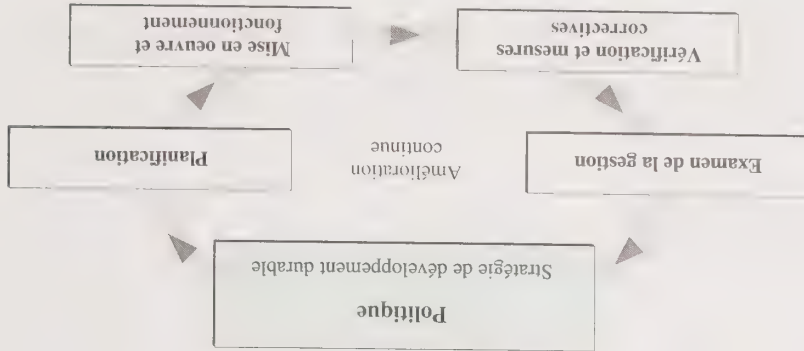 Politique
Stratégie de développement durable
Examen de la gestion
Planification
Amélioration
continue
Vérification et mesures
correctives
Mise en oeuvre et
fonctionnement